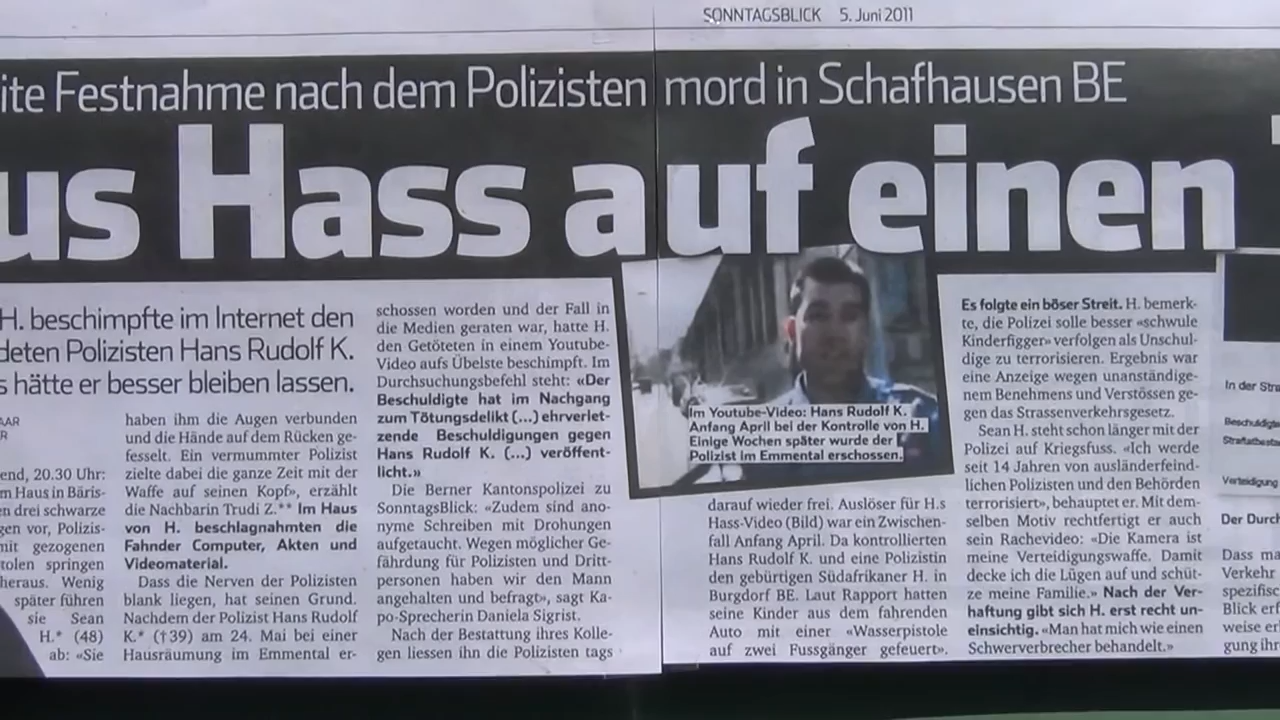 SONNTAGSBLICK 5. Juni 2011
ite Festnahme nach dem Polizisten mord in Schafhausen BE
us Hass auf einen
H. beschimpfte im Internet den
deten Polizisten Hans Rudolf K.
s hätte er besser bleiben lassen.
AAR
R
end, 20.30 Uhr:
m Haus in Bäris-
en drei schwarze
gen vor, Polizis-
mit gezogenen
tolen springen
heraus. Wenig
später führen
sie Sean
H.* (48)
ab: «Sie
haben ihm die Augen verbunden
und die Hände auf dem Rücken ge-
fesselt. Ein vermummter Polizist
zielte dabei die ganze Zeit mit der
Waffe auf seinen Kopf», erzählt
die Nachbarin Trudi Z.** Im Haus
von H. beschlagnahmten die
Fahnder Computer, Akten und
Videomaterial.
Dass die Nerven der Polizisten
blank liegen, hat seinen Grund.
Nachdem der Polizist Hans Rudolf
K.* († 39) am 24. Mai bei einer
Hausräumung im Emmental er-
schossen worden und der Fall in
die Medien geraten war, hatte H.
den Getöteten in einem Youtube-
Video aufs Übelste beschimpft. Im
Durchsuchungsbefehl steht: «Der
Beschuldigte hat im Nachgang
zum Tötungsdelikt (...) ehrverlet-
zende Beschuldigungen gegen
Hans Rudolf K. (...) veröffent-
licht.»
Die Berner Kantonspolizei zu
SonntagsBlick: «Zudem sind ano-
nyme Schreiben mit Drohungen
aufgetaucht. Wegen möglicher Ge-
fährdung für Polizisten und Dritt-
personen haben wir den Mann
angehalten und befragt», sagt Ka-
po-Sprecherin Daniela Sigrist.
Nach der Bestattung ihres Kolle-
gen liessen ihn die Polizisten tags
Im Youtube-Video: Hans Rudolf K.
Anfang April bei der Kontrolle von H.
Einige Wochen später wurde der
Polizist im Emmental erschossen.
darauf wieder frei. Auslöser für H.s
Hass-Video (Bild) war ein Zwischen-
fall Anfang April. Da kontrollierten
Hans Rudolf K. und eine Polizistin
den gebürtigen Südafrikaner H. in
Burgdorf BE. Laut Rapport hatten
seine Kinder aus dem fahrenden
Auto mit einer «Wasserpistole
auf zwei Fussgänger gefeuert».
Es folgte ein böser Streit. H. bemerk-
te, die Polizei solle besser «schwule
Kinderfigger» verfolgen als Unschul-
dige zu terrorisieren. Ergebnis war
eine Anzeige wegen unanständige-
nem Benehmens und Verstössen ge-
gen das Strassenverkehrsgesetz.
Sean H. steht schon länger mit der
Polizei auf Kriegsfuss. «Ich werde
seit 14 Jahren von ausländerfeind-
lichen Polizisten und den Behörden
terrorisiert», behauptet er. Mit dem-
selben Motiv rechtfertigt er auch
sein Rachevideo: «Die Kamera ist
meine Verteidigungswaffe. Damit
decke ich die Lügen auf und schüt-
ze meine Familie.» Nach der Ver-
haftung gibt sich H. erst recht un-
einsichtig. «Man hat mich wie einen
Schwerverbrecher behandelt.»
In der Stra
Beschuldigte
Straftatbesta
Verteidigung
Der Durc
Dass ma
Verkehr
spezifisc
Blick erf
weise er
gung ihr